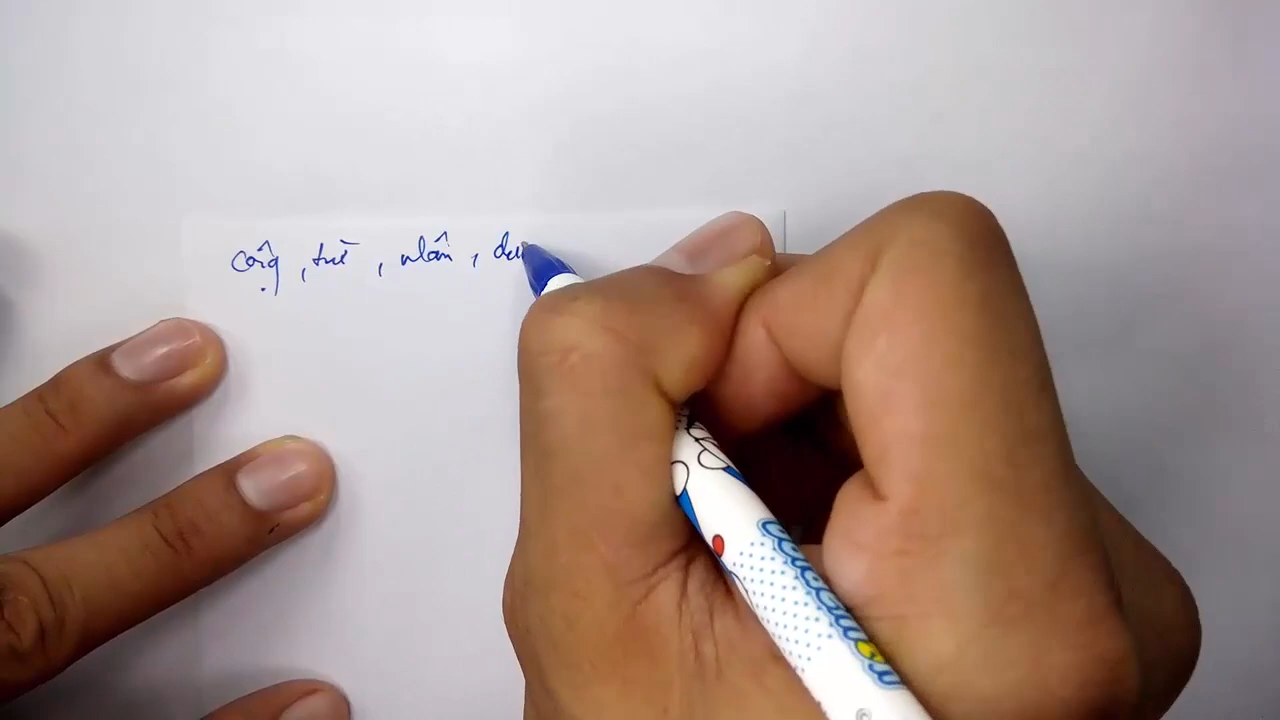 cộng, trừ, nhân,